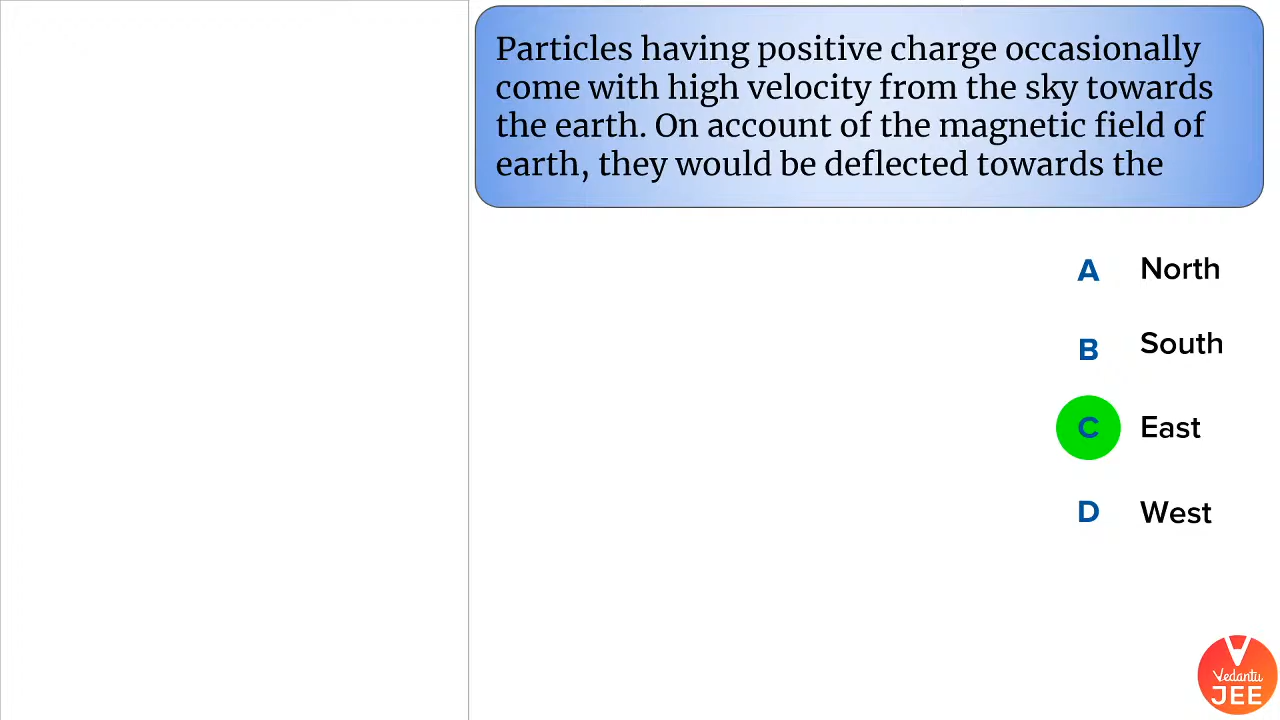 Particles having positive charge occasionally
come with high velocity from the sky towards
the earth. On account of the magnetic field of
earth, they would be deflected towards the
A North
B South
C East
D West
Vedantu
JEE